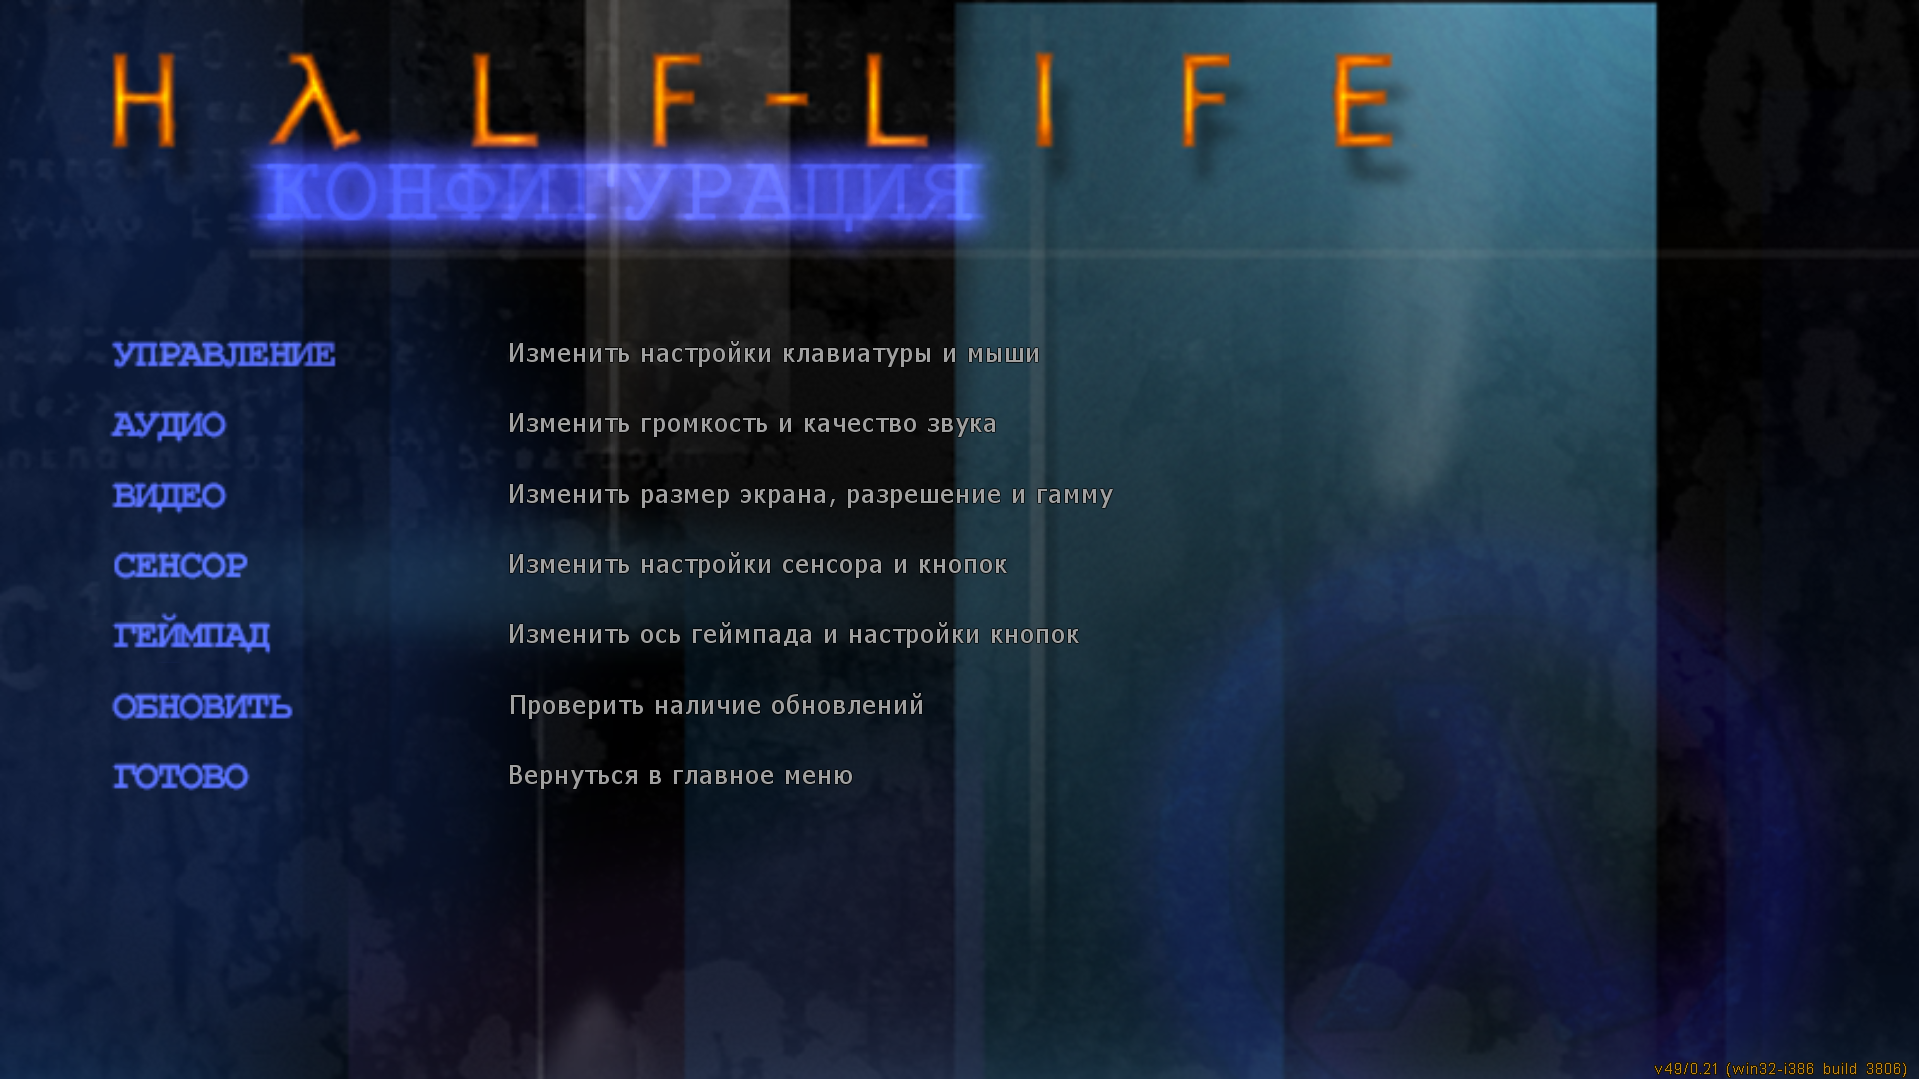 HλLF-LIFE
КОНФИГУРАЦИЯ
УПРАВЛЕНИЕ Изменить настройки клавиатуры и мыши
АУДИО Изменить громкость и качество звука
ВИДЕО Изменить размер экрана, разрешение и гамму
СЕНСОР Изменить настройки сенсора и кнопок
ГЕЙМПАД Изменить ось геймпада и настройки кнопок
ОБНОВИТЬ Проверить наличие обновлений
ГОТОВО Вернуться в главное меню
v49/0.21 (win32-i386 build 3806)